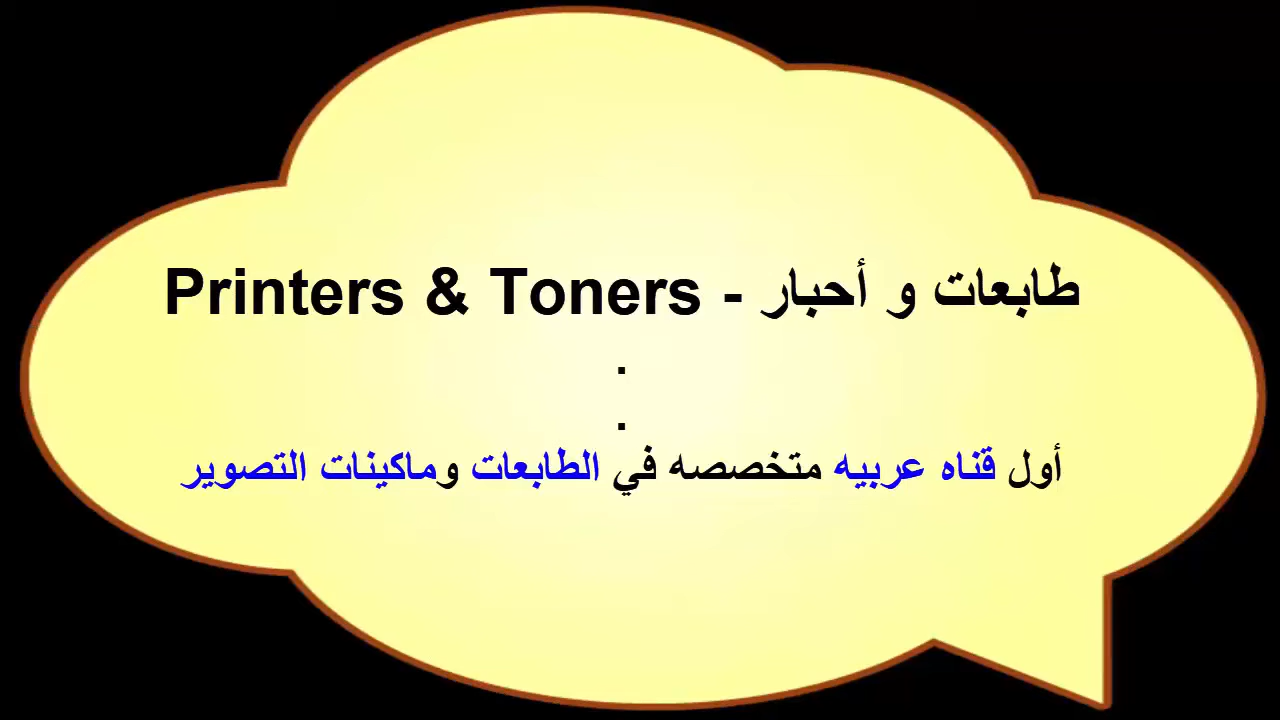 Printers & Toners - طابعات و أحبار
.
.
أول قناه عربيه متخصصه في الطابعات وماكينات التصوير